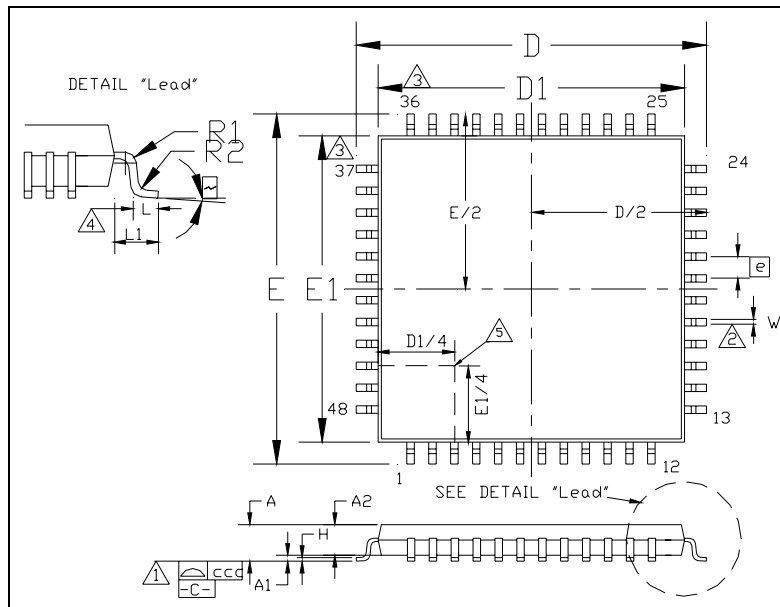 D
DETAIL "Lead"
3
D1
36
25
R1
R2
3
37
24
E/2
D/2
4
L
L1
E
E1
e
W
2
D1/4
5
E1/4
48
13
1
12
SEE DETAIL "Lead"
A
A2
H
1
ccc
A1
-C-